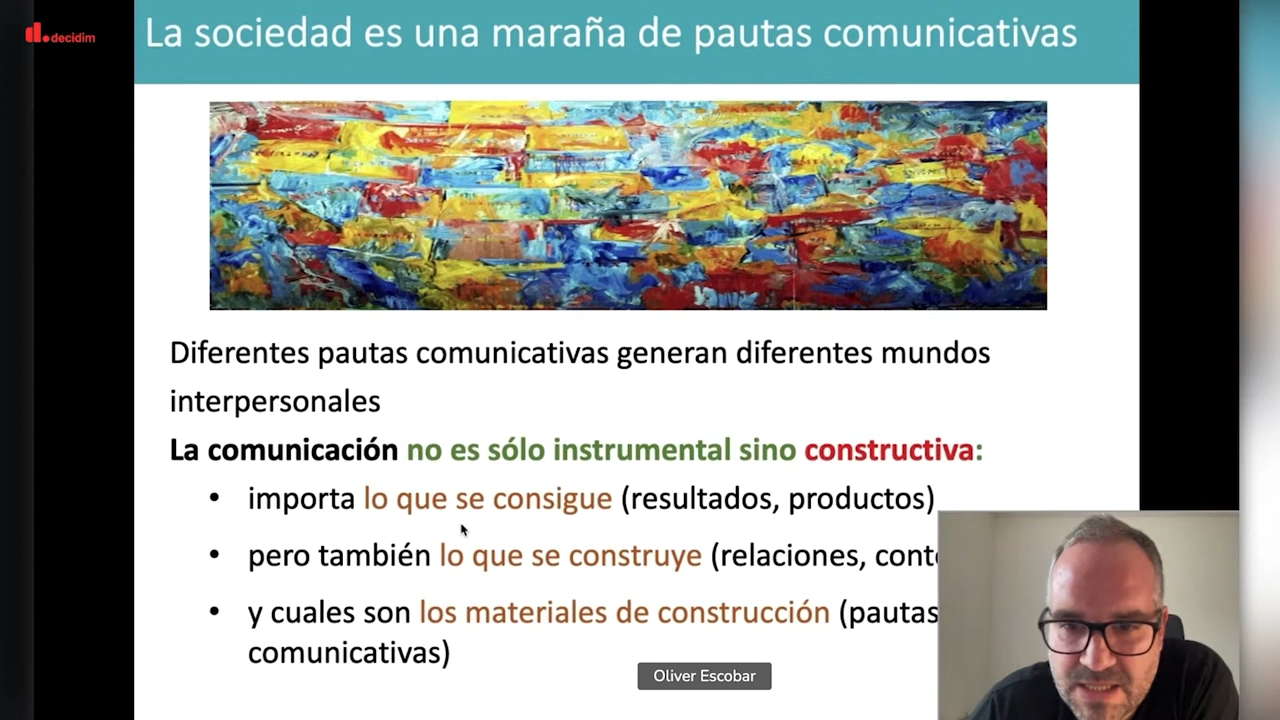 decidim
La sociedad es una maraña de pautas comunicativas
Diferentes pautas comunicativas generan diferentes mundos
interpersonales
La comunicación no es sólo instrumental sino constructiva:
• importa lo que se consigue (resultados, productos)
• pero también lo que se construye (relaciones,
• y cuales son los materiales de construcción (pautas
comunicativas)
Oliver Escobar